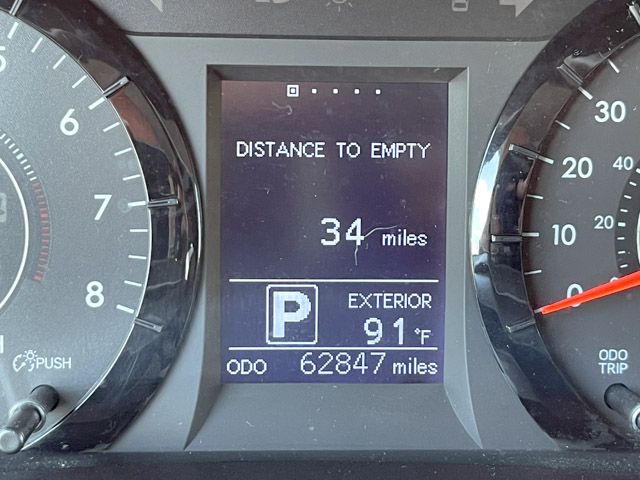 5
6
7
8
PUSH
DISTANCE TO EMPTY
34 miles
P
EXTERIOR
91°F
ODO 62847 miles
30
20
10
0
40
20
ODO
TRIP